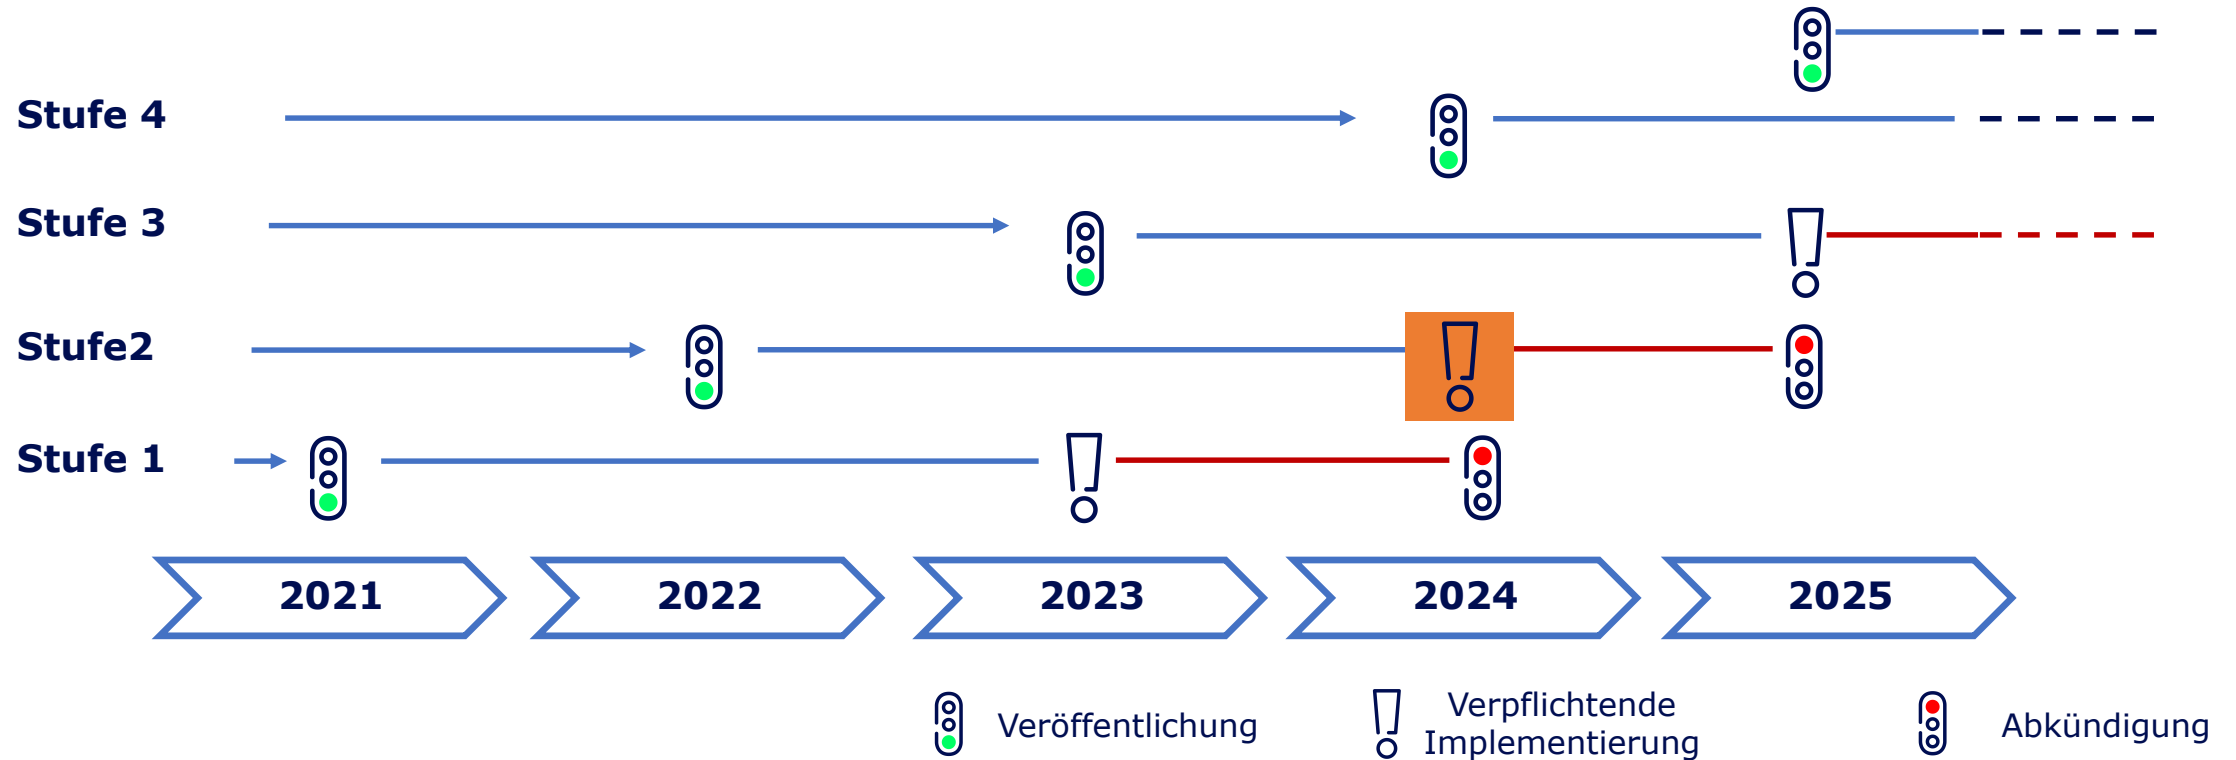 Stufe 4
Stufe 3
Stufe2
Stufe 1
2021
2022
2023
2024
2025
Veröffentlichung
Verpflichtende
Implementierung
Abkündigung